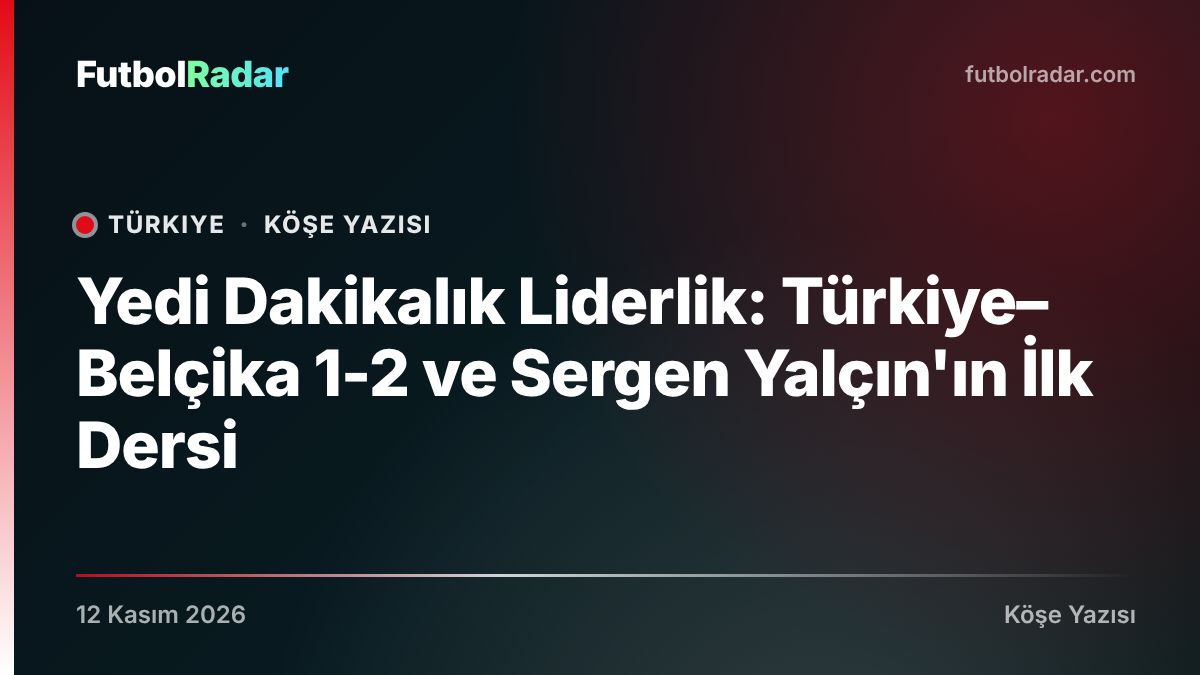 FutbolRadar
futbolradar.com
TÜRKIYE · KÖŞE YAZISI
Yedi Dakikalık Liderlik: Türkiye–
Belçika 1-2 ve Sergen Yalçın'ın İlk
Dersi
12 Kasım 2026
Köşe Yazısı